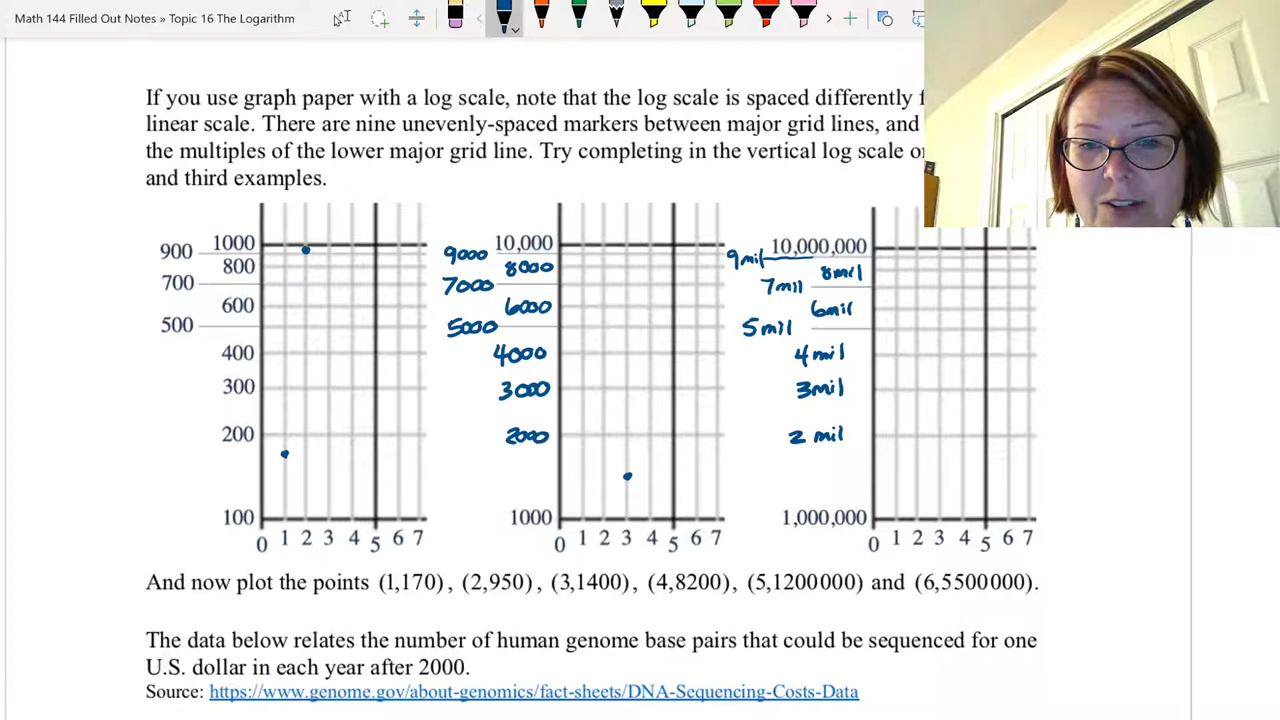 Math 144 Filled Out Notes » Topic 16 The Logarithm
If you use graph paper with a log scale, note that the log scale is spaced differently
linear scale. There are nine unevenly-spaced markers between major grid lines, and
the multiples of the lower major grid line. Try completing in the vertical log scale
and third examples.
1000
900
800
700
600
500
400
300
200
100
0 1 2 3 4 5 6 7
10,000
9000
8000
7000
6000
5000
4000
3000
2000
1000
0 1 2 3 4 5 6 7
10,000,000
9mil
8mil
7mil
6mil
5mil
4mil
3mil
2 mil
1,000,000
0 1 2 3 4 5 6 7
And now plot the points (1,170), (2,950), (3,1400), (4,8200), (5,1200000) and (6,5500000).
The data below relates the number of human genome base pairs that could be sequenced for one
U.S. dollar in each year after 2000.
Source: https://www.genome.gov/about-genomics/fact-sheets/DNA-Sequencing-Costs-Data